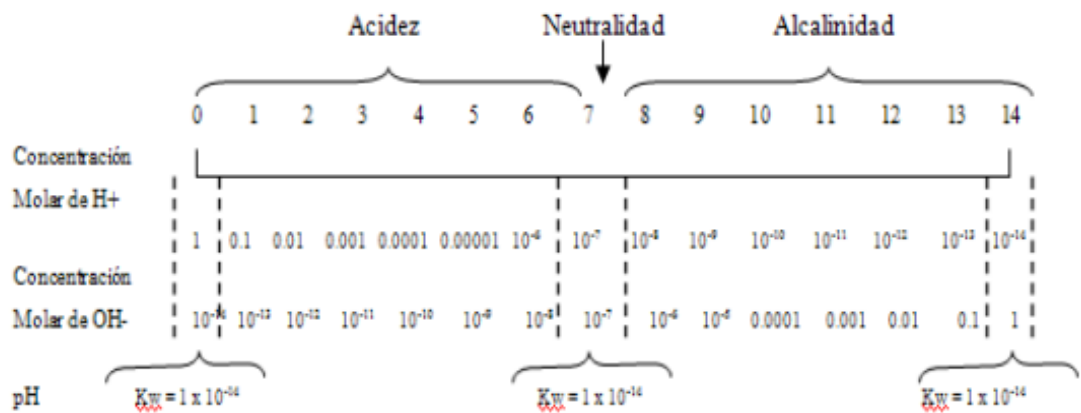 Acidez Neutralidad Alcalinidad
0 1 2 3 4 5 6 7 8 9 10 11 12 13 14
Concentración
Molar de H+
1 0.1 0.01 0.001 0.0001 0.00001 10⁻⁶ 10⁻⁷ 10⁻⁸ 10⁻⁹ 10⁻¹⁰ 10⁻¹¹ 10⁻¹² 10⁻¹³ 10⁻¹⁴
Concentración
Molar de OH-
10⁻¹⁴ 10⁻¹³ 10⁻¹² 10⁻¹¹ 10⁻¹⁰ 10⁻⁹ 10⁻⁸ 10⁻⁷ 10⁻⁶ 10⁻⁵ 0.0001 0.001 0.01 0.1 1
pH Kw = 1 x 10⁻¹⁴ Kw = 1 x 10⁻¹⁴ Kw = 1 x 10⁻¹⁴